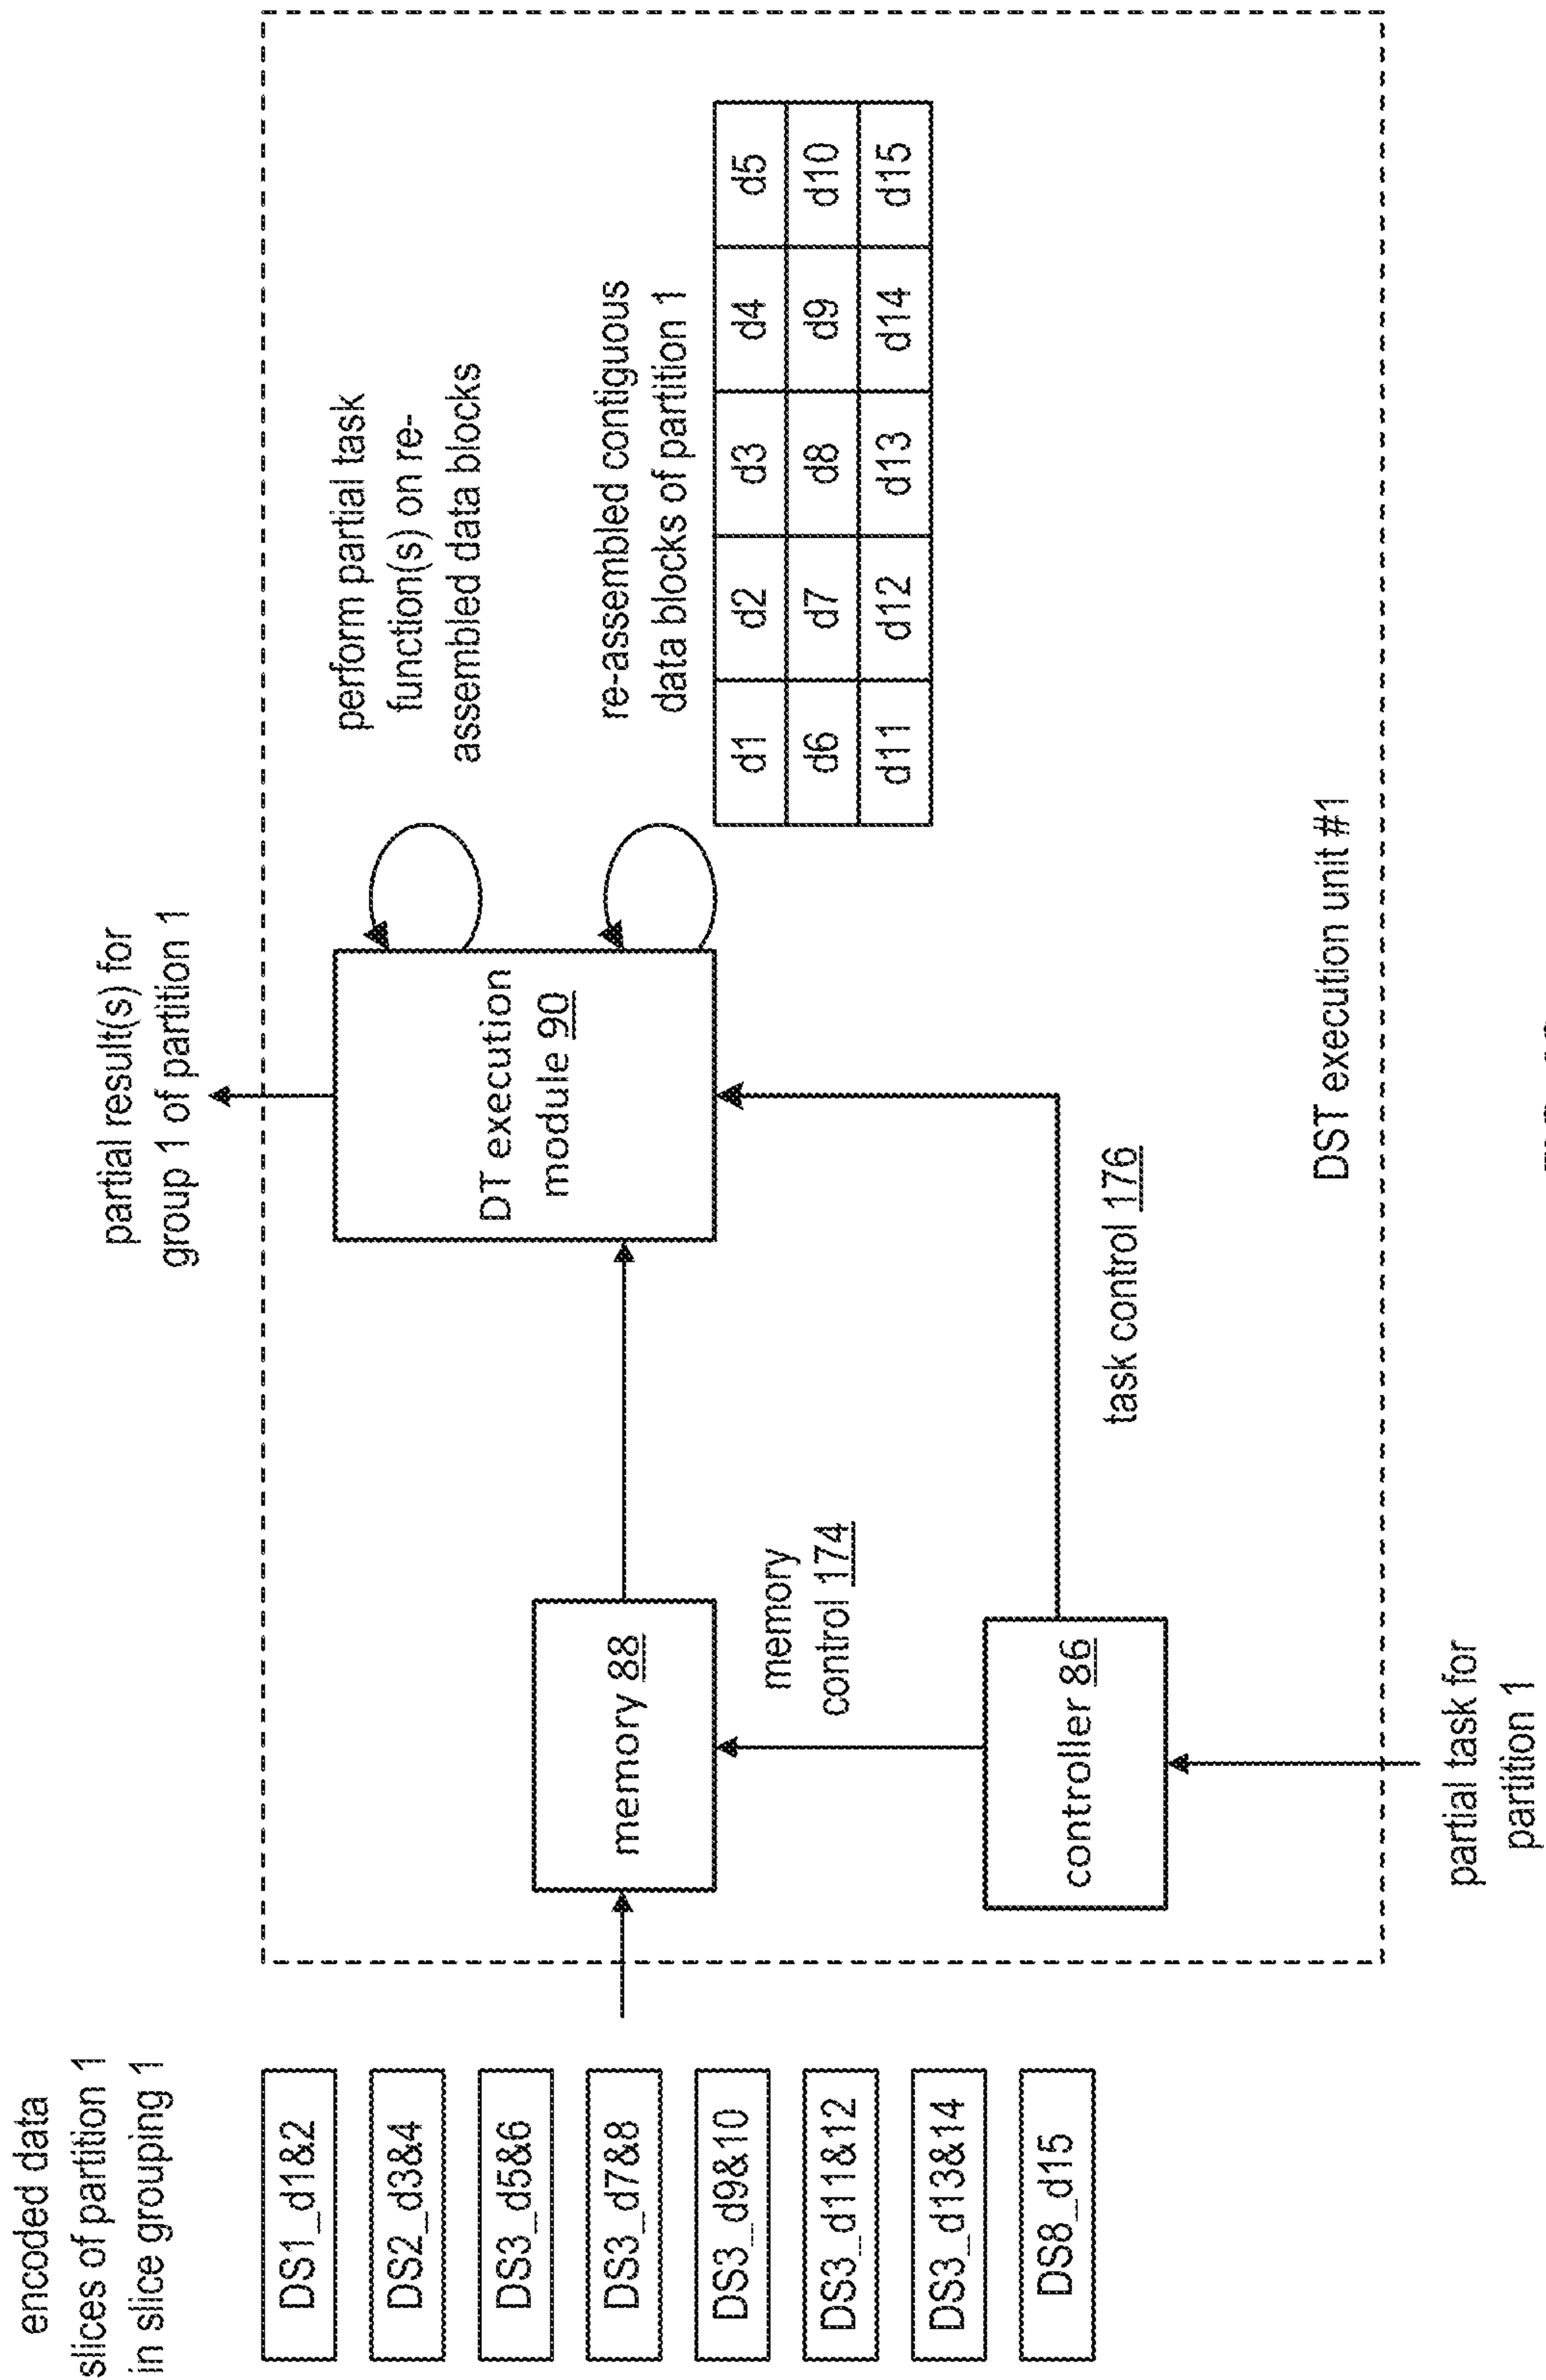 encoded data
slices of partition 1
in slice grouping 1
DS1_d1&2
DS2_d3&4
DS3_d5&6
DS3_d7&8
DS3_d9&10
DS3_d11&12
DS3_d13&14
DS8_d15
partial result(s) for
group 1 of partition 1
memory 88
memory
control 174
controller 86
partial task for
partition 1
task control 176
DT execution
module 90
perform partial task
function(s) on re-
assembled data blocks
re-assembled contiguous
data blocks of partition 1
d1 d2 d3 d4 d5
d6 d7 d8 d9 d10
d11 d12 d13 d14 d15
DST execution unit #1